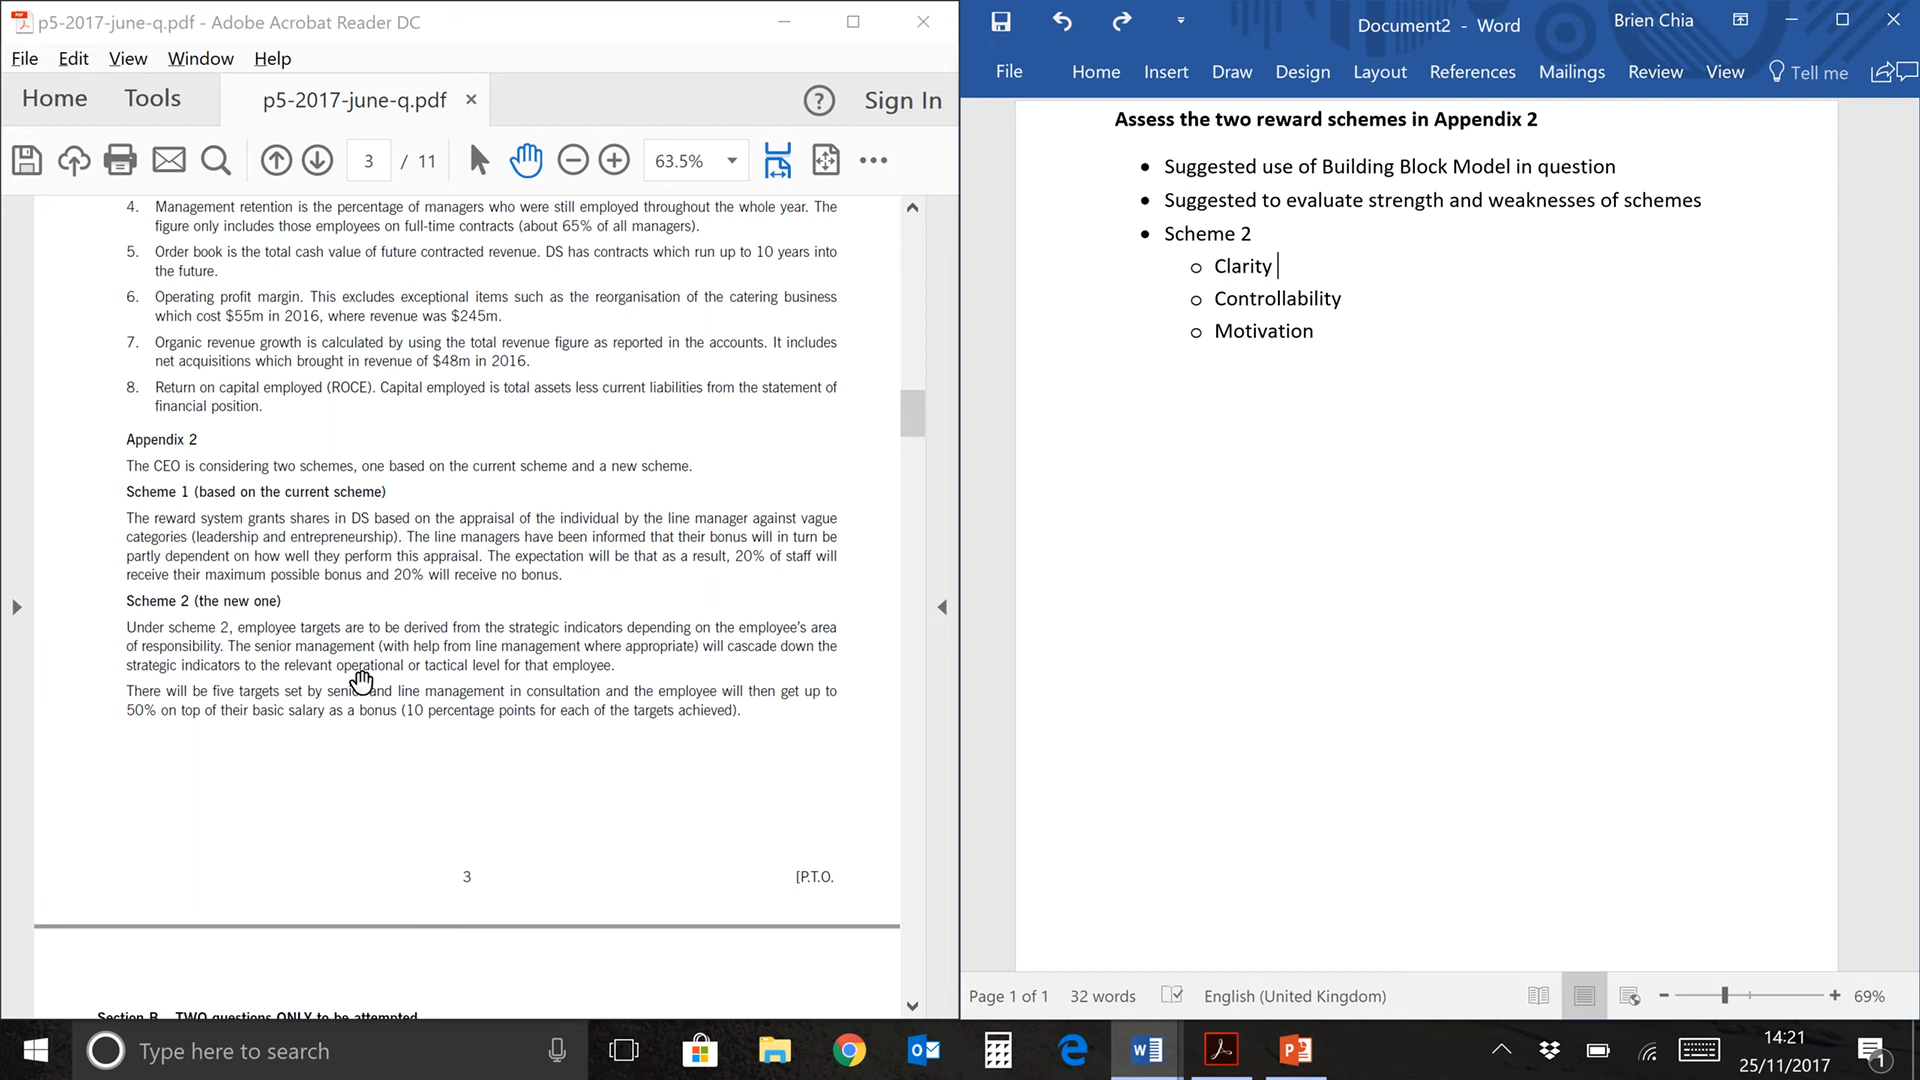 p5-2017-june-q.pdf - Adobe Acrobat Reader DC
File Edit View Window Help
Home Tools p5-2017-june-q.pdf × Sign In
3 / 11 63.5%
4. Management retention is the percentage of managers who were still employed throughout the whole year. The
figure only includes those employees on full-time contracts (about 65% of all managers).
5. Order book is the total cash value of future contracted revenue. DS has contracts which run up to 10 years into
the future.
6. Operating profit margin. This excludes exceptional items such as the reorganisation of the catering business
which cost $55m in 2016, where revenue was $245m.
7. Organic revenue growth is calculated by using the total revenue figure as reported in the accounts. It includes
net acquisitions which brought in revenue of $48m in 2016.
8. Return on capital employed (ROCE). Capital employed is total assets less current liabilities from the statement of
financial position.
Appendix 2
The CEO is considering two schemes, one based on the current scheme and a new scheme.
Scheme 1 (based on the current scheme)
The reward system grants shares in DS based on the appraisal of the individual by the line manager against vague
categories (leadership and entrepreneurship). The line managers have been informed that their bonus will in turn be
partly dependent on how well they perform this appraisal. The expectation will be that as a result, 20% of staff will
receive their maximum possible bonus and 20% will receive no bonus.
Scheme 2 (the new one)
Under scheme 2, employee targets are to be derived from the strategic indicators depending on the employee's area
of responsibility. The senior management (with help from line management where appropriate) will cascade down the
strategic indicators to the relevant operational or tactical level for that employee.
There will be five targets set by senior and line management in consultation and the employee will then get up to
50% on top of their basic salary as a bonus (10 percentage points for each of the targets achieved).
3 [P.T.O.
Section B – TWO questions ONLY to be attempted
Document2 - Word Brien Chia
File Home Insert Draw Design Layout References Mailings Review View Tell me
Assess the two reward schemes in Appendix 2
• Suggested use of Building Block Model in question
• Suggested to evaluate strength and weaknesses of schemes
• Scheme 2
o Clarity
o Controllability
o Motivation
Page 1 of 1 32 words English (United Kingdom) 69%
Type here to search
14:21
25/11/2017
1